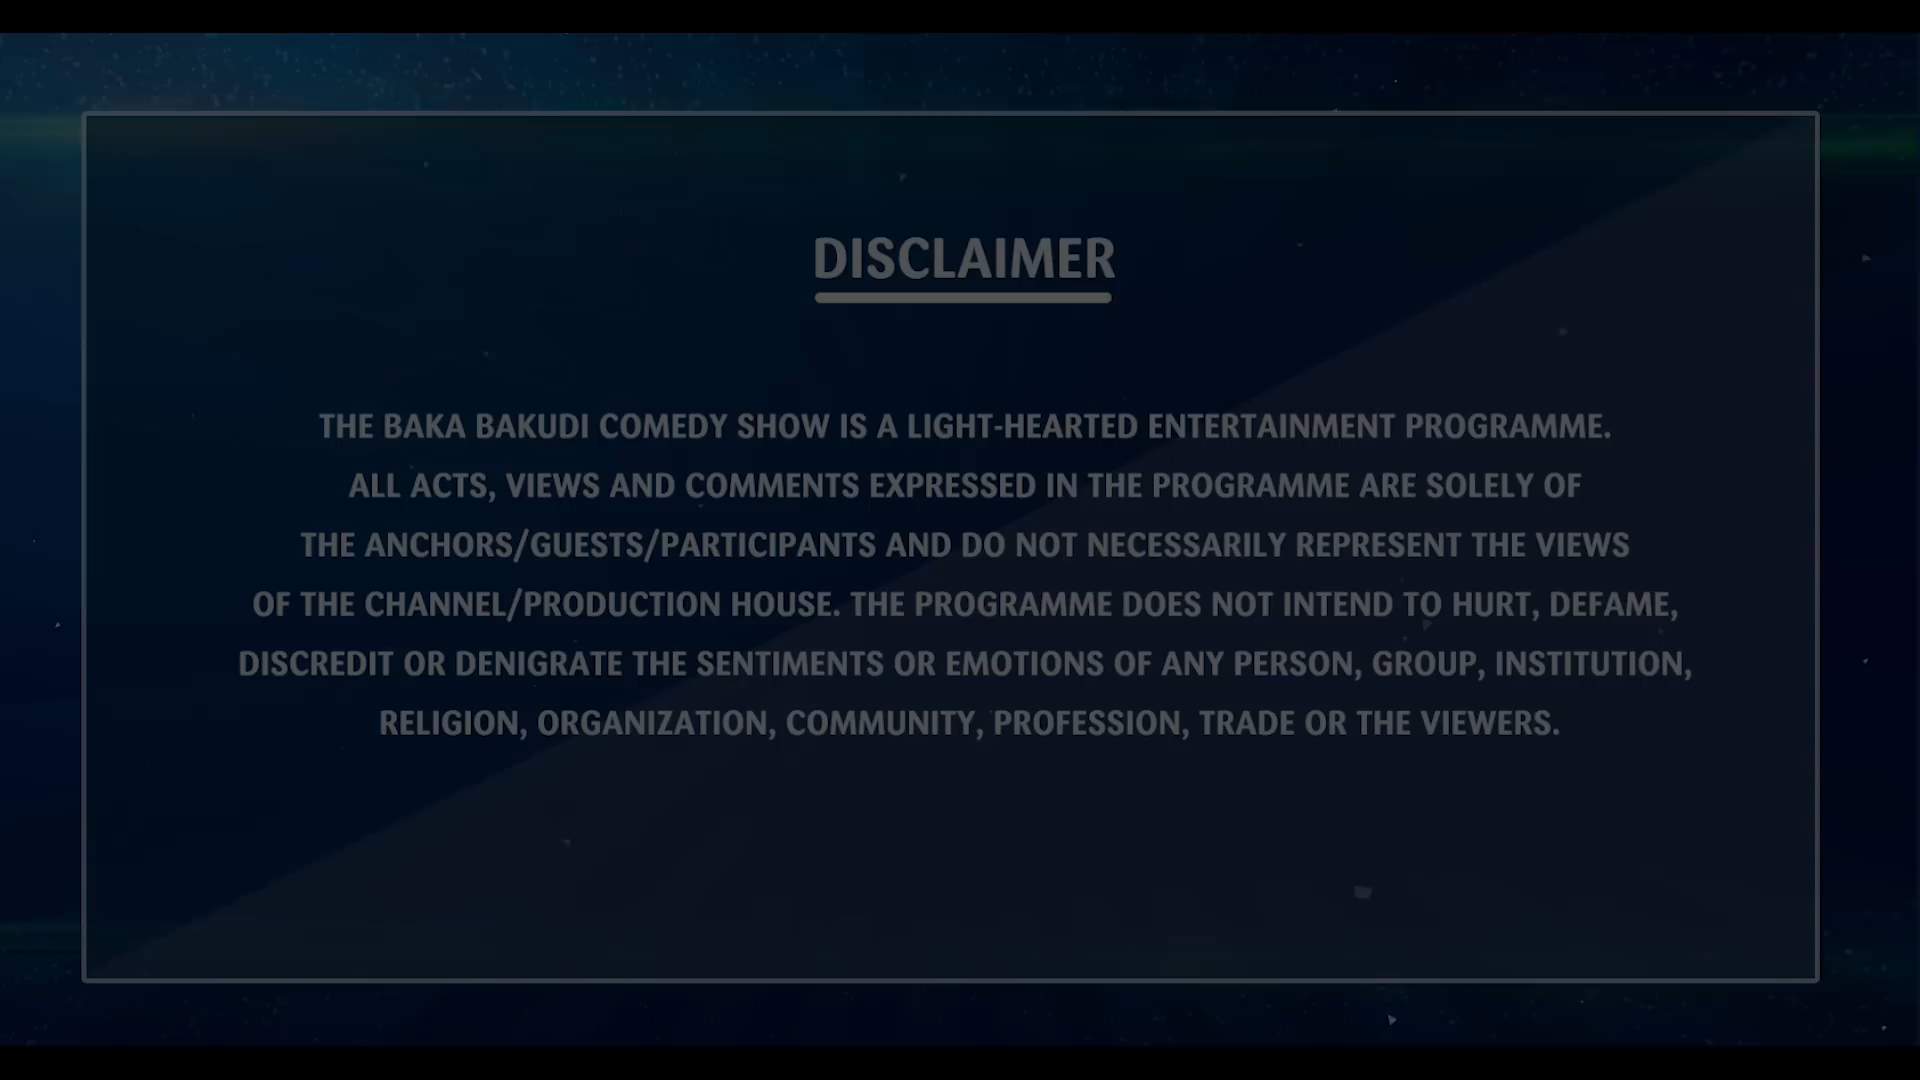 DISCLAIMER
THE BAKA BAKUDI COMEDY SHOW IS A LIGHT-HEARTED ENTERTAINMENT PROGRAMME.
ALL ACTS, VIEWS AND COMMENTS EXPRESSED IN THE PROGRAMME ARE SOLELY OF
THE ANCHORS/GUESTS/PARTICIPANTS AND DO NOT NECESSARILY REPRESENT THE VIEWS
OF THE CHANNEL/PRODUCTION HOUSE. THE PROGRAMME DOES NOT INTEND TO HURT, DEFAME,
DISCREDIT OR DENIGRATE THE SENTIMENTS OR EMOTIONS OF ANY PERSON, GROUP, INSTITUTION,
RELIGION, ORGANIZATION, COMMUNITY, PROFESSION, TRADE OR THE VIEWERS.